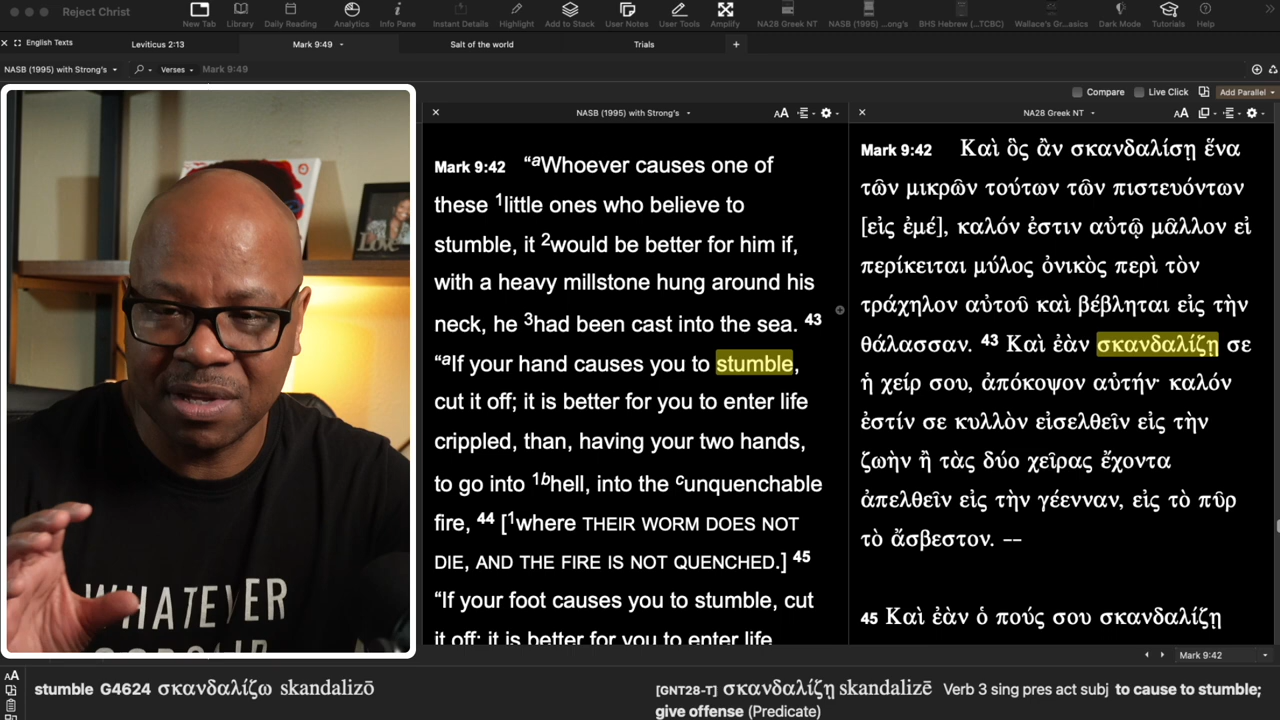 Reject Christ
New Tab
Library
Daily Reading
Analytics
Info Pane
Instant Details
Highlight
Add to Stack
User Notes
User Tools
Amplify
NA28 Greek NT
NASB (1995) ...ong's
BHS Hebrew (...TCBC)
Wallace's Gr...asics
Dark Mode
Tutorials
Help
English Texts
Leviticus 2:13
Mark 9:49
Salt of the world
Trials
NASB (1995) with Strong's
Verses
Mark 9:49
Compare
Live Click
Add Parallel
NASB (1995) with Strong's
Mark 9:42 “aWhoever causes one of
these 1little ones who believe to
stumble, it 2would be better for him if,
with a heavy millstone hung around his
neck, he 3had been cast into the sea. 43
“aIf your hand causes you to stumble,
cut it off; it is better for you to enter life
crippled, than, having your two hands,
to go into 1bhell, into the cunquenchable
fire, 44 [1where THEIR WORM DOES NOT
DIE, AND THE FIRE IS NOT QUENCHED.] 45
“If your foot causes you to stumble, cut
it off; it is better for you to enter life
NA28 Greek NT
Mark 9:42 Καὶ ὃς ἂν σκανδαλίσῃ ἕνα
τῶν μικρῶν τούτων τῶν πιστευόντων
[εἰς ἐμέ], καλόν ἐστιν αὐτῷ μᾶλλον εἰ
περίκειται μύλος ὀνικὸς περὶ τὸν
τράχηλον αὐτοῦ καὶ βέβληται εἰς τὴν
θάλασσαν. 43 Καὶ ἐὰν σκανδαλίζῃ σε
ἡ χείρ σου, ἀπόκοψον αὐτήν· καλόν
ἐστίν σε κυλλὸν εἰσελθεῖν εἰς τὴν
ζωὴν ἢ τὰς δύο χεῖρας ἔχοντα
ἀπελθεῖν εἰς τὴν γέενναν, εἰς τὸ πῦρ
τὸ ἄσβεστον. --
45 Καὶ ἐὰν ὁ πούς σου σκανδαλίζῃ
Mark 9:42
Love
WHATEVER
stumble G4624 σκανδαλίζω skandalizō
[GNT28-T] σκανδαλίζῃ skandalizē Verb 3 sing pres act subj to cause to stumble;
give offense (Predicate)